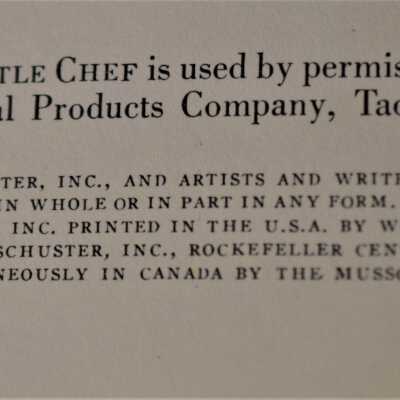 TLE CHEF is used by permis
al Products Company, Tac
TER, INC., AND ARTISTS AND WRITE
IN WHOLE OR IN PART IN ANY FORM.
INC. PRINTED IN THE U.S.A. BY W
SCHUSTER, INC., ROCKEFELLER CEN
NEOUSLY IN CANADA BY THE MUSSO